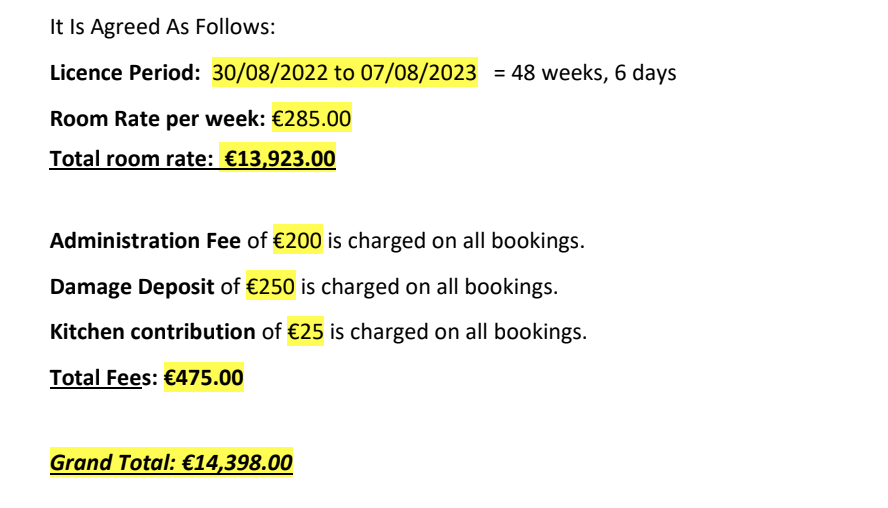 It Is Agreed As Follows:
Licence Period: 30/08/2022 to 07/08/2023 = 48 weeks, 6 days
Room Rate per week: €285.00
Total room rate: €13,923.00
Administration Fee of €200 is charged on all bookings.
Damage Deposit of €250 is charged on all bookings.
Kitchen contribution of €25 is charged on all bookings.
Total Fees: €475.00
Grand Total: €14,398.00